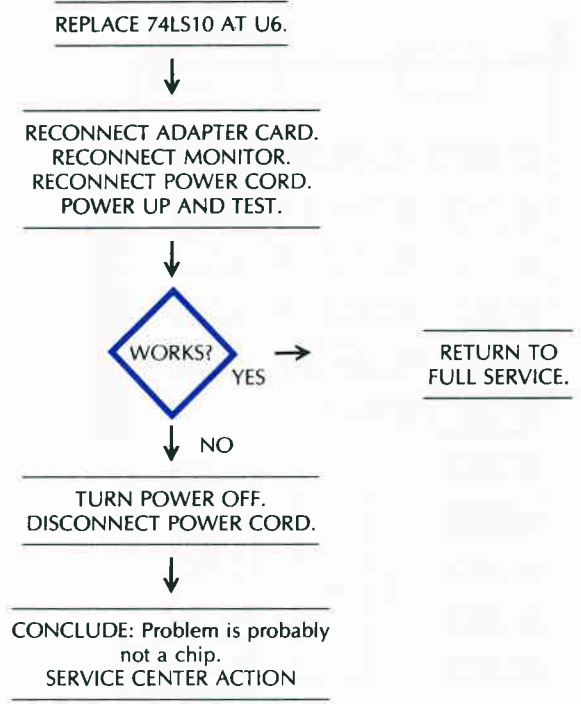 REPLACE 74LS10 AT U6.
RECONNECT ADAPTER CARD.
RECONNECT MONITOR.
RECONNECT POWER CORD.
POWER UP AND TEST.
WORKS?
YES
RETURN TO
FULL SERVICE.
NO
TURN POWER OFF.
DISCONNECT POWER CORD.
CONCLUDE: Problem is probably
not a chip.
SERVICE CENTER ACTION